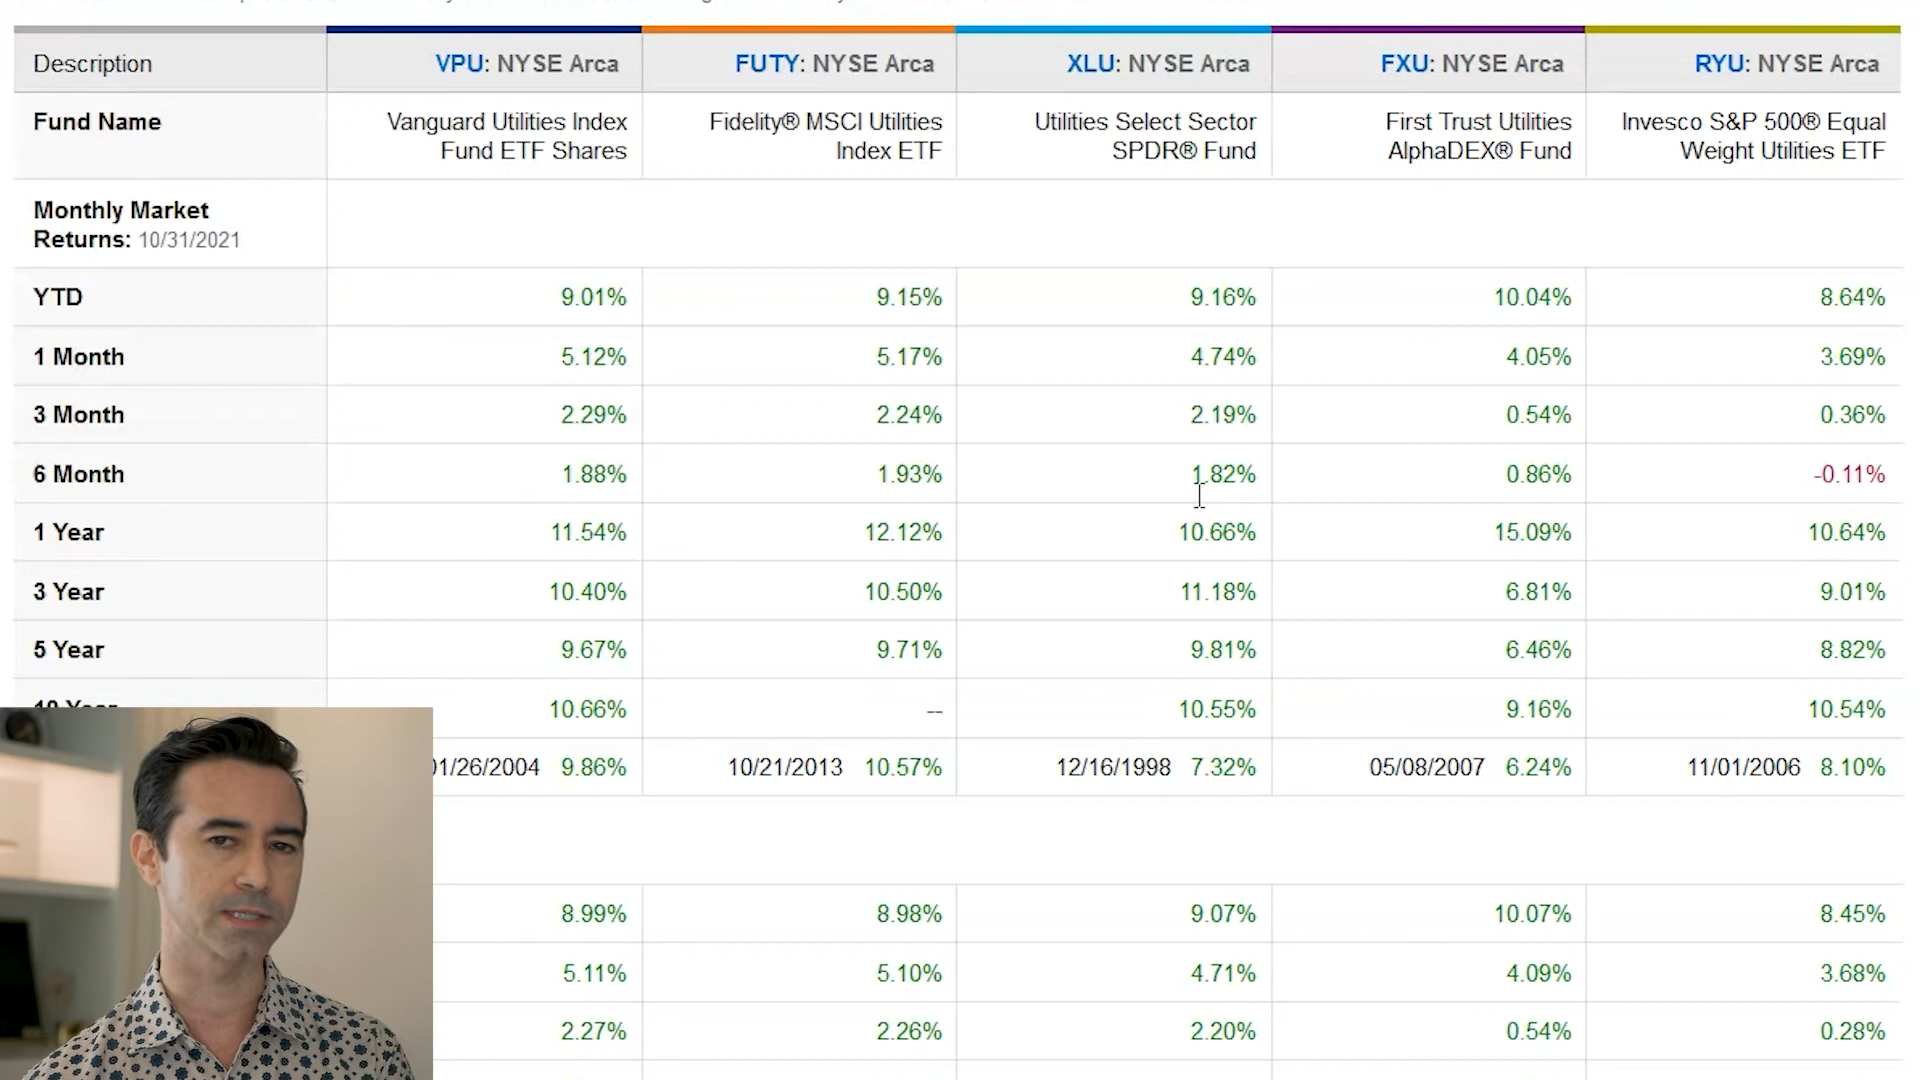 Description VPU: NYSE Arca FUTY: NYSE Arca XLU: NYSE Arca FXU: NYSE Arca RYU: NYSE Arca
Fund Name Vanguard Utilities Index Fidelity® MSCI Utilities Utilities Select Sector First Trust Utilities Invesco S&P 500® Equal
Fund ETF Shares Index ETF SPDR® Fund AlphaDEX® Fund Weight Utilities ETF
Monthly Market
Returns: 10/31/2021
YTD 9.01% 9.15% 9.16% 10.04% 8.64%
1 Month 5.12% 5.17% 4.74% 4.05% 3.69%
3 Month 2.29% 2.24% 2.19% 0.54% 0.36%
6 Month 1.88% 1.93% 1.82% 0.86% -0.11%
1 Year 11.54% 12.12% 10.66% 15.09% 10.64%
3 Year 10.40% 10.50% 11.18% 6.81% 9.01%
5 Year 9.67% 9.71% 9.81% 6.46% 8.82%
10 Year 10.66% -- 10.55% 9.16% 10.54%
01/26/2004 9.86% 10/21/2013 10.57% 12/16/1998 7.32% 05/08/2007 6.24% 11/01/2006 8.10%
8.99% 8.98% 9.07% 10.07% 8.45%
5.11% 5.10% 4.71% 4.09% 3.68%
2.27% 2.26% 2.20% 0.54% 0.28%